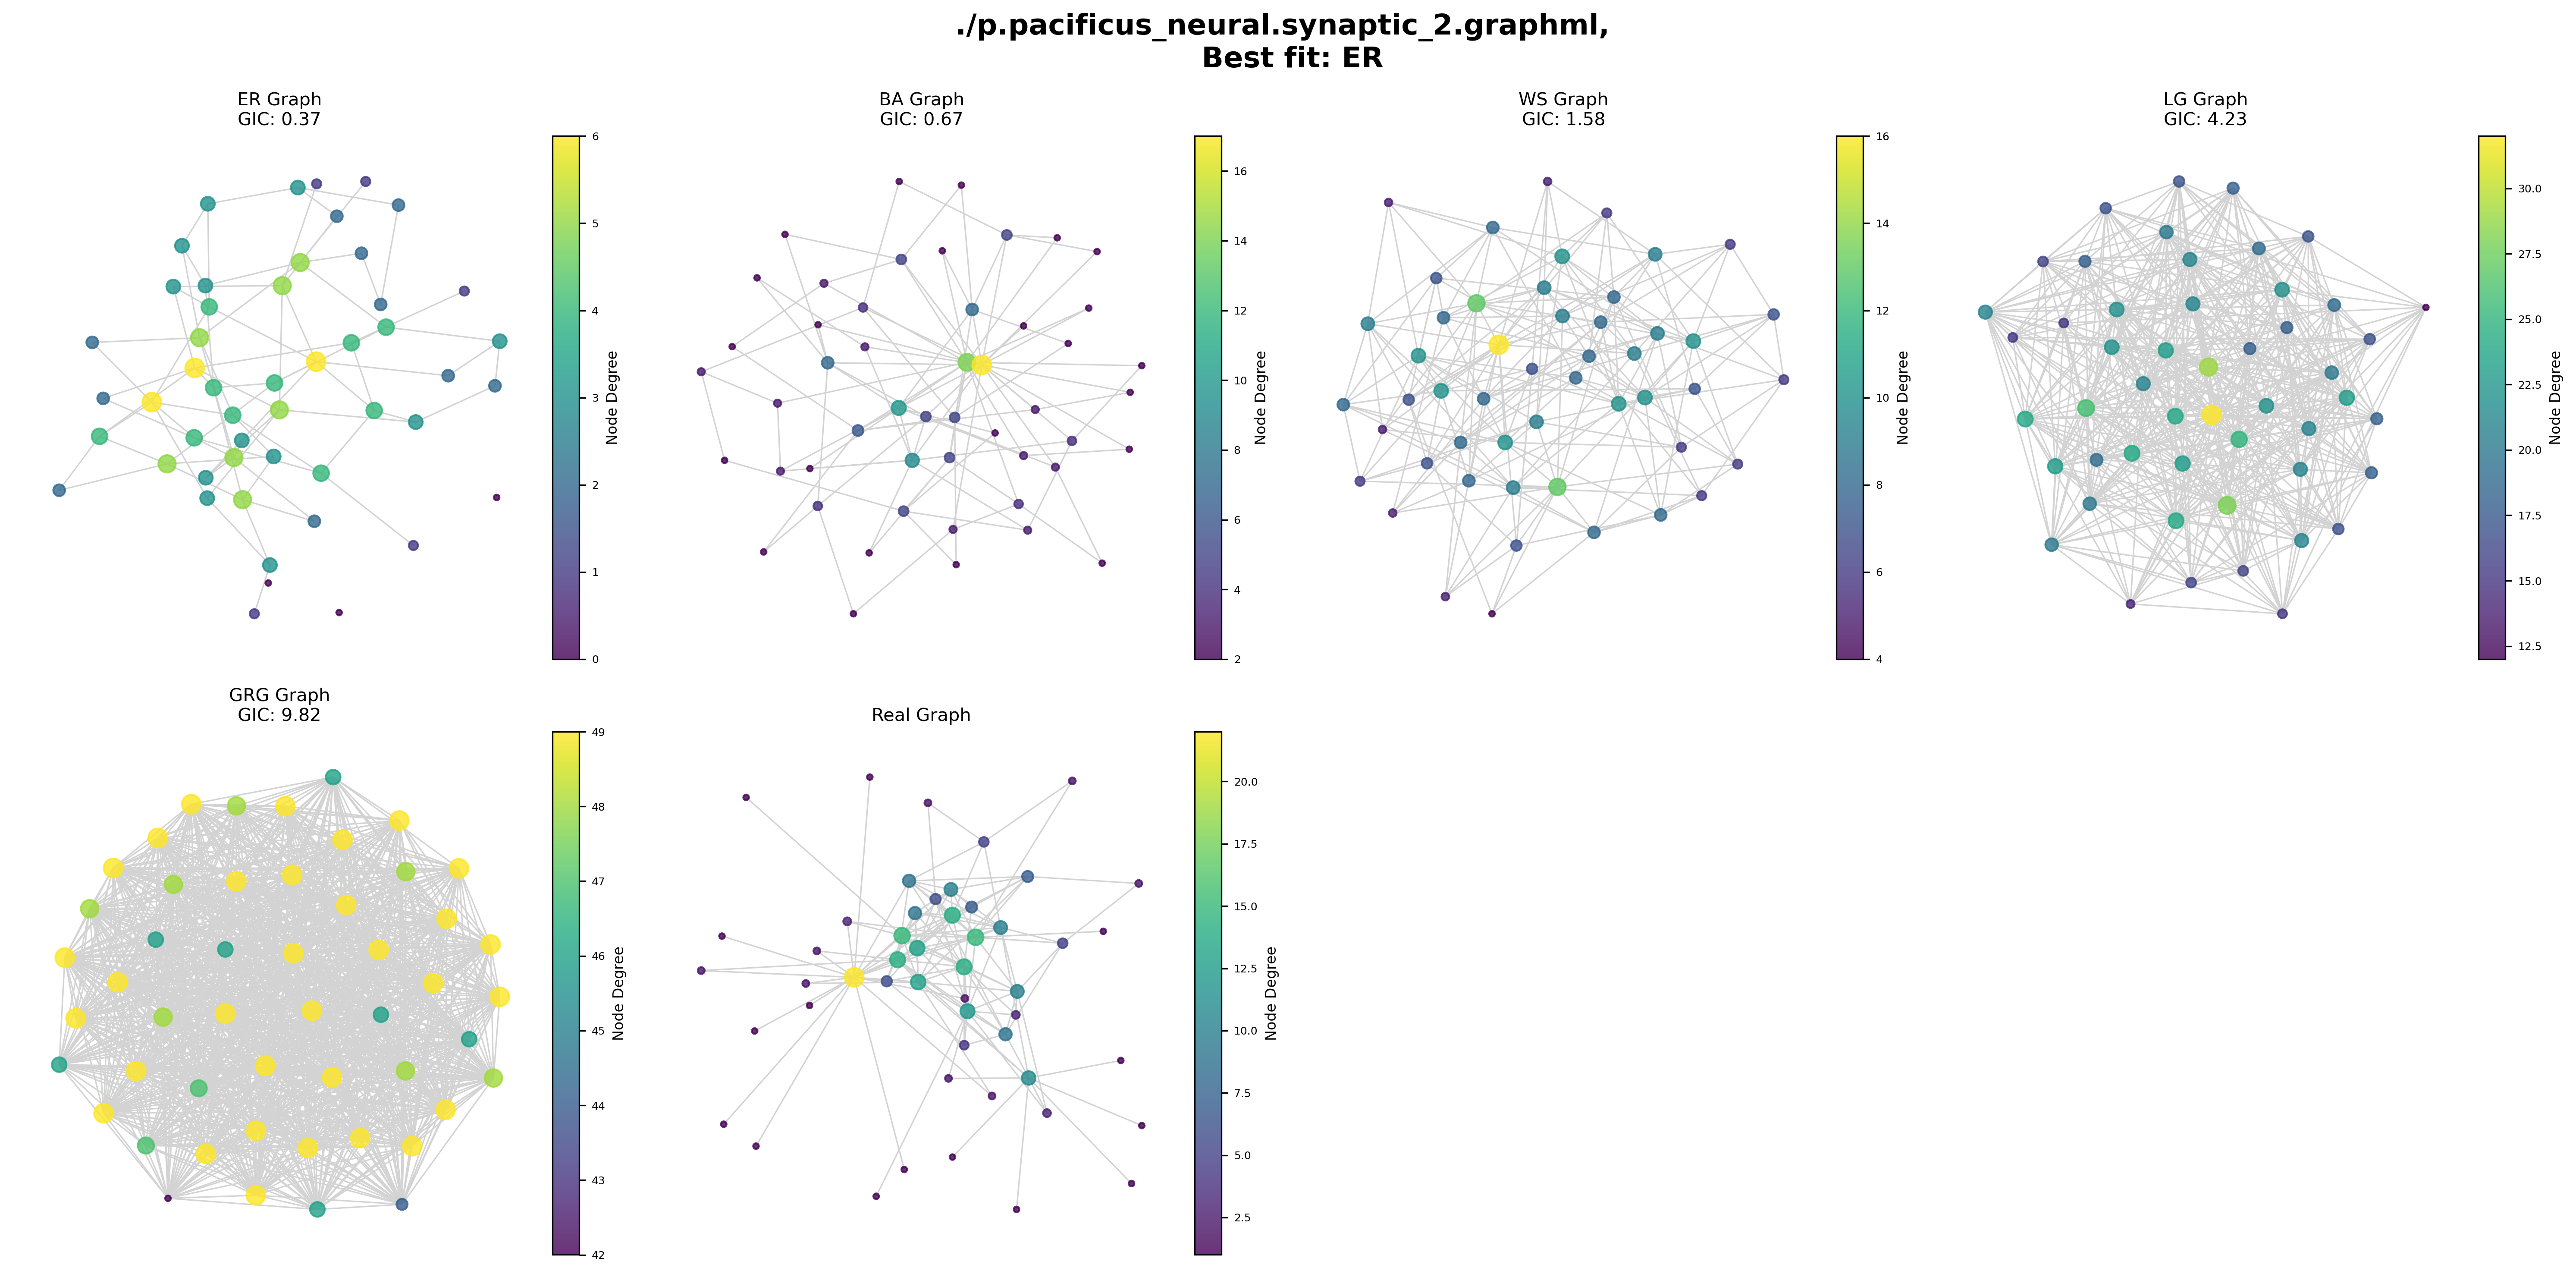 ./p.pacificus_neural.synaptic_2.graphml,
Best fit: ER
ER Graph
GIC: 0.37
6
5
4
3
2
1
0
Node Degree
BA Graph
GIC: 0.67
16
14
12
10
8
6
4
2
Node Degree
WS Graph
GIC: 1.58
16
14
12
10
8
6
4
Node Degree
LG Graph
GIC: 4.23
30.0
27.5
25.0
22.5
20.0
17.5
15.0
12.5
Node Degree
GRG Graph
GIC: 9.82
49
48
47
46
45
44
43
42
Node Degree
Real Graph
20.0
17.5
15.0
12.5
10.0
7.5
5.0
2.5
Node Degree